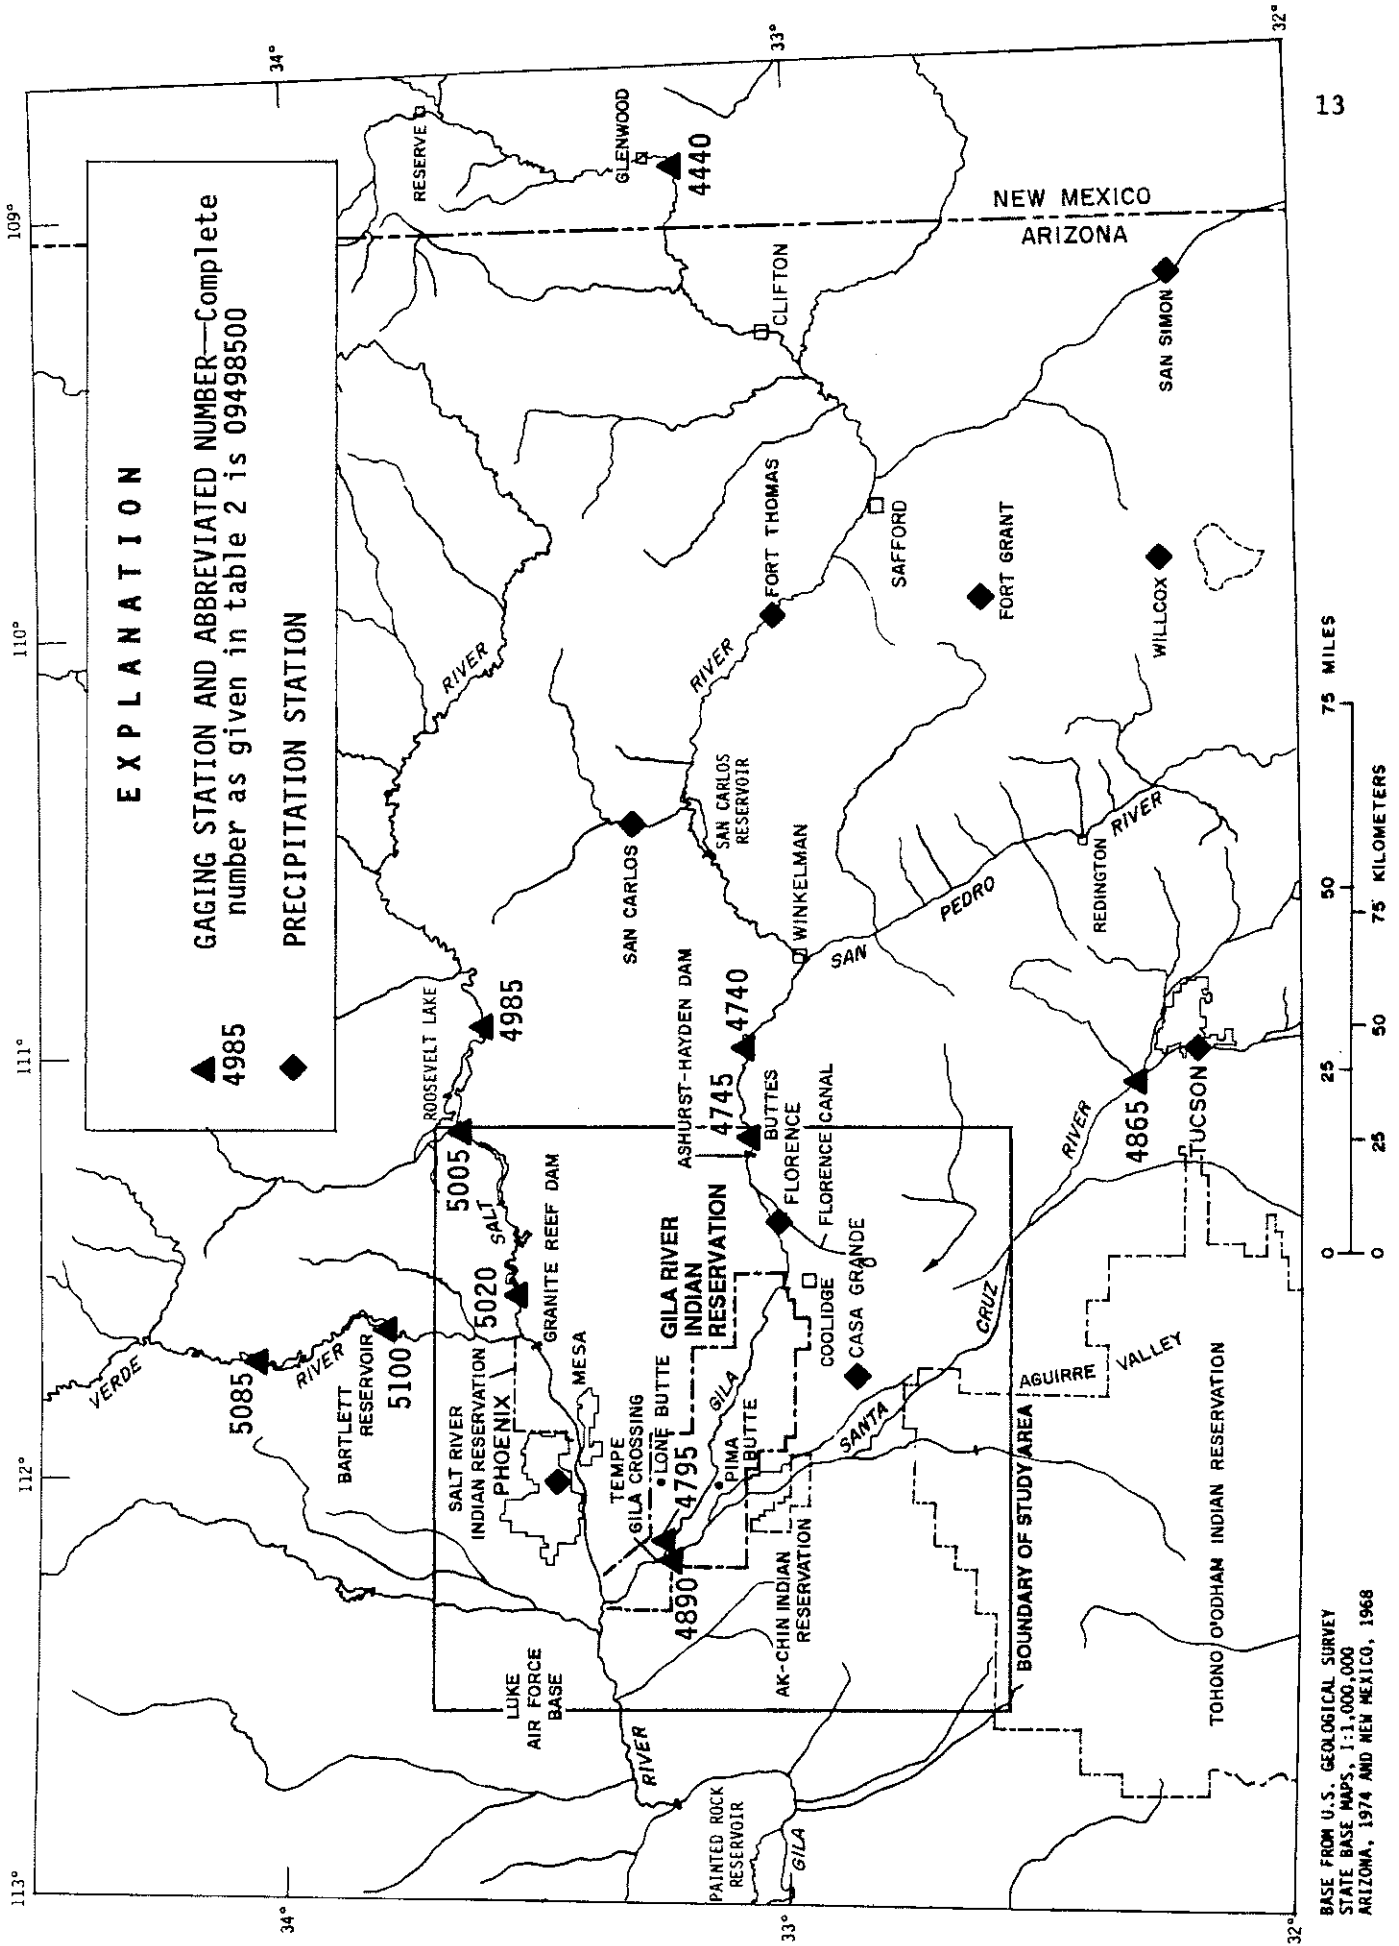 113°
112°
111°
110°
109°
34°
34°
33°
33°
32°
32°
EXPLANATION
4985
GAGING STATION AND ABBREVIATED NUMBER—Complete
number as given in table 2 is 09498500
PRECIPITATION STATION
VERDE
5085
RIVER
BARTLETT
RESERVOIR
5100
SALT RIVER
INDIAN RESERVATION
PHOENIX
5020
SALT
5005
ROOSEVELT LAKE
4985
RIVER
RESERVE
GRANITE REEF DAM
MESA
TEMPE
GILA CROSSING
LONE BUTTE
4795
4890
GILA RIVER
INDIAN
RESERVATION
GILA
PIMA
BUTTE
LUKE
AIR FORCE
BASE
RIVER
PAINTED ROCK
RESERVOIR
GILA
AK-CHIN INDIAN
RESERVATION
SANTA
CRUZ
RIVER
COOLIDGE
CASA GRANDE
FLORENCE CANAL
FLORENCE
BUTTES
4745
ASHURST-HAYDEN DAM
4740
WINKELMAN
SAN CARLOS
SAN CARLOS
RESERVOIR
RIVER
FORT THOMAS
SAFFORD
CLIFTON
GLENWOOD
4440
NEW MEXICO
ARIZONA
SAN SIMON
FORT GRANT
WILLCOX
SAN
PEDRO
RIVER
REDINGTON
4865
TUCSON
AGUIRRE
VALLEY
BOUNDARY OF STUDY AREA
TOHONO O'ODHAM INDIAN RESERVATION
0
25
50
75 MILES
0
25
50
75 KILOMETERS
BASE FROM U.S. GEOLOGICAL SURVEY
STATE BASE MAPS, 1:1,000,000
ARIZONA, 1974 AND NEW MEXICO, 1968
13